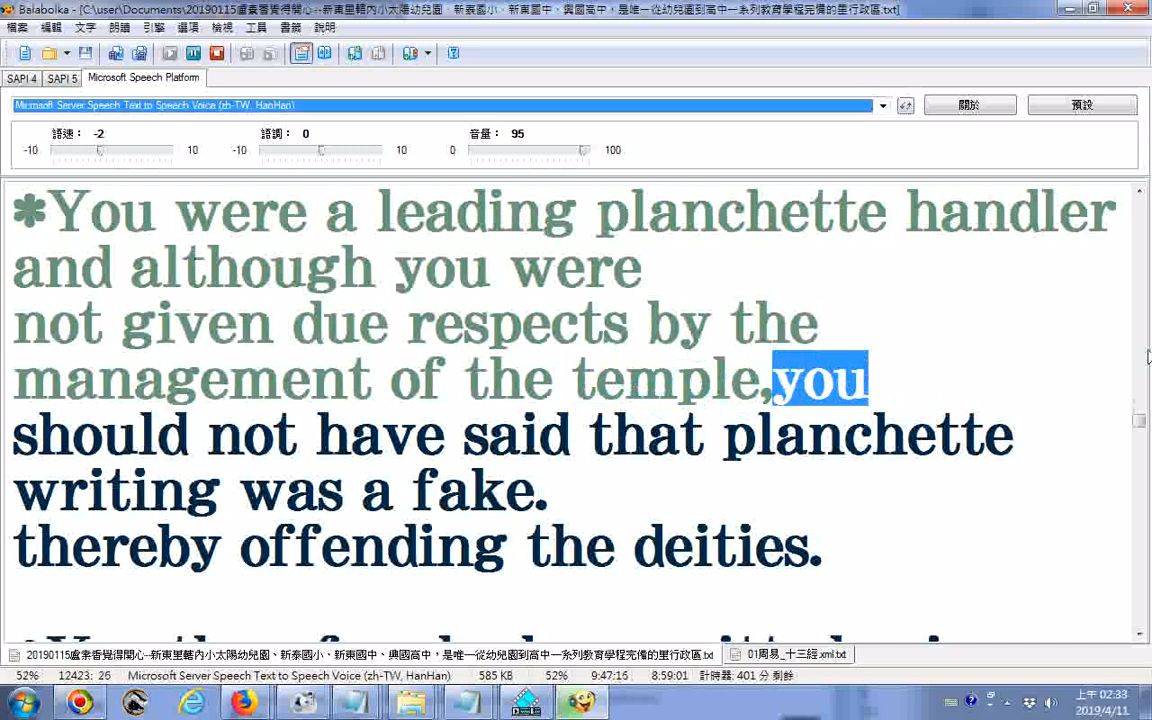 Balabolka - [C:\user\Documents\20190115盧素香覺得開心--新東里轄內小太陽幼兒園、新泰國小、新東國中、興國高中，是唯一從幼兒園到高中一系列教育學程完備的里行政區.txt]
檔案 編輯 文字 朗讀 引擎 選項 檢視 工具 書籤 說明
SAPI 4 SAPI 5 Microsoft Speech Platform
Microsoft Server Speech Text to Speech Voice (zh-TW, HanHan)
關於 預設
語速： -2 語調： 0 音量： 95
-10 10 -10 10 0 100
*You were a leading planchette handler
and although you were
not given due respects by the
management of the temple,you
should not have said that planchette
writing was a fake.
thereby offending the deities.
20190115盧素香覺得開心--新東里轄內小太陽幼兒園、新泰國小、新東國中、興國高中，是唯一從幼兒園到高中一系列教育學程完備的里行政區.txt 01周易_十三經.xml.txt
52% 12423: 26 Microsoft Server Speech Text to Speech Voice (zh-TW, HanHan) 585 KB 52% 9:47:16 8:59:01 計時器: 401 分 剩餘
上午 02:33
2019/4/11